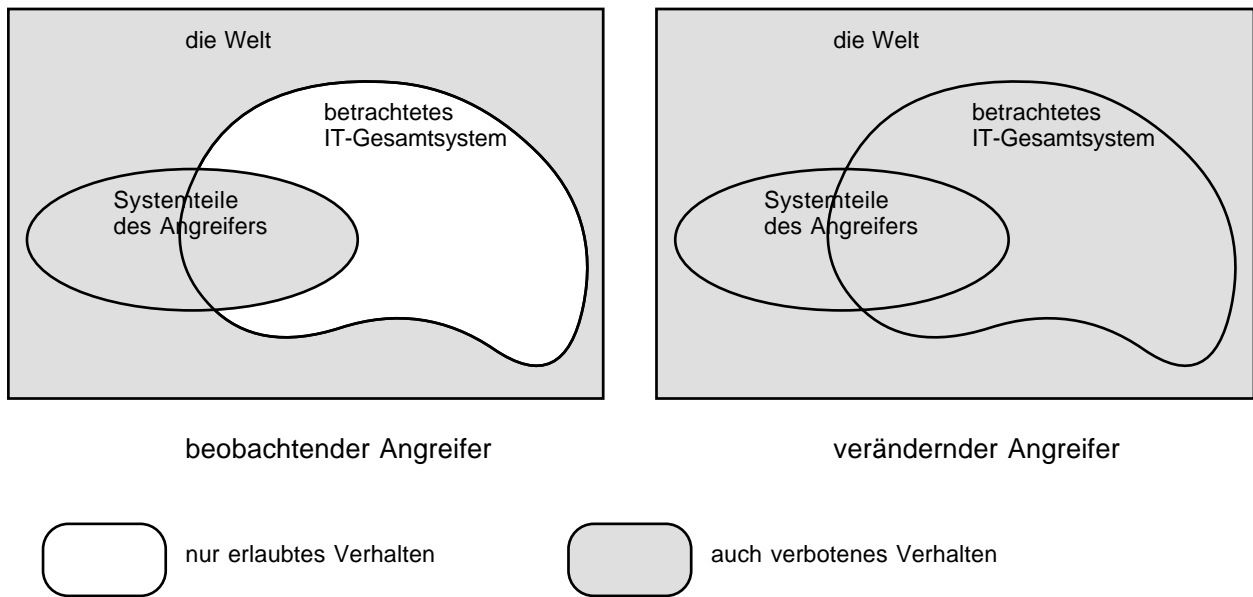 die Welt
betrachtetes
IT-Gesamtsystem
Systemteile
des Angreifers
beobachtender Angreifer
die Welt
betrachtetes
IT-Gesamtsystem
Systemteile
des Angreifers
verändernder Angreifer
nur erlaubtes Verhalten
auch verbotenes Verhalten